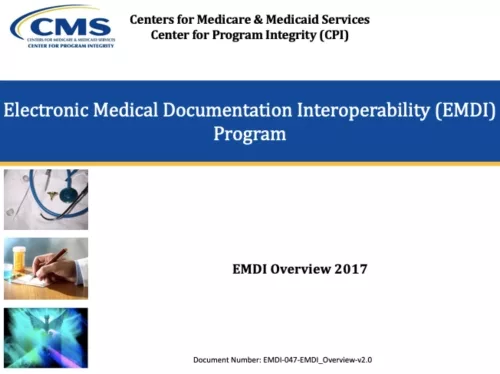 CMS
CENTERS FOR MEDICARE & MEDICAID SERVICES
CENTER FOR PROGRAM INTEGRITY
Centers for Medicare & Medicaid Services
Center for Program Integrity (CPI)
Electronic Medical Documentation Interoperability (EMDI)
Program
EMDI Overview 2017
Document Number: EMDI-047-EMDI_Overview-v2.0